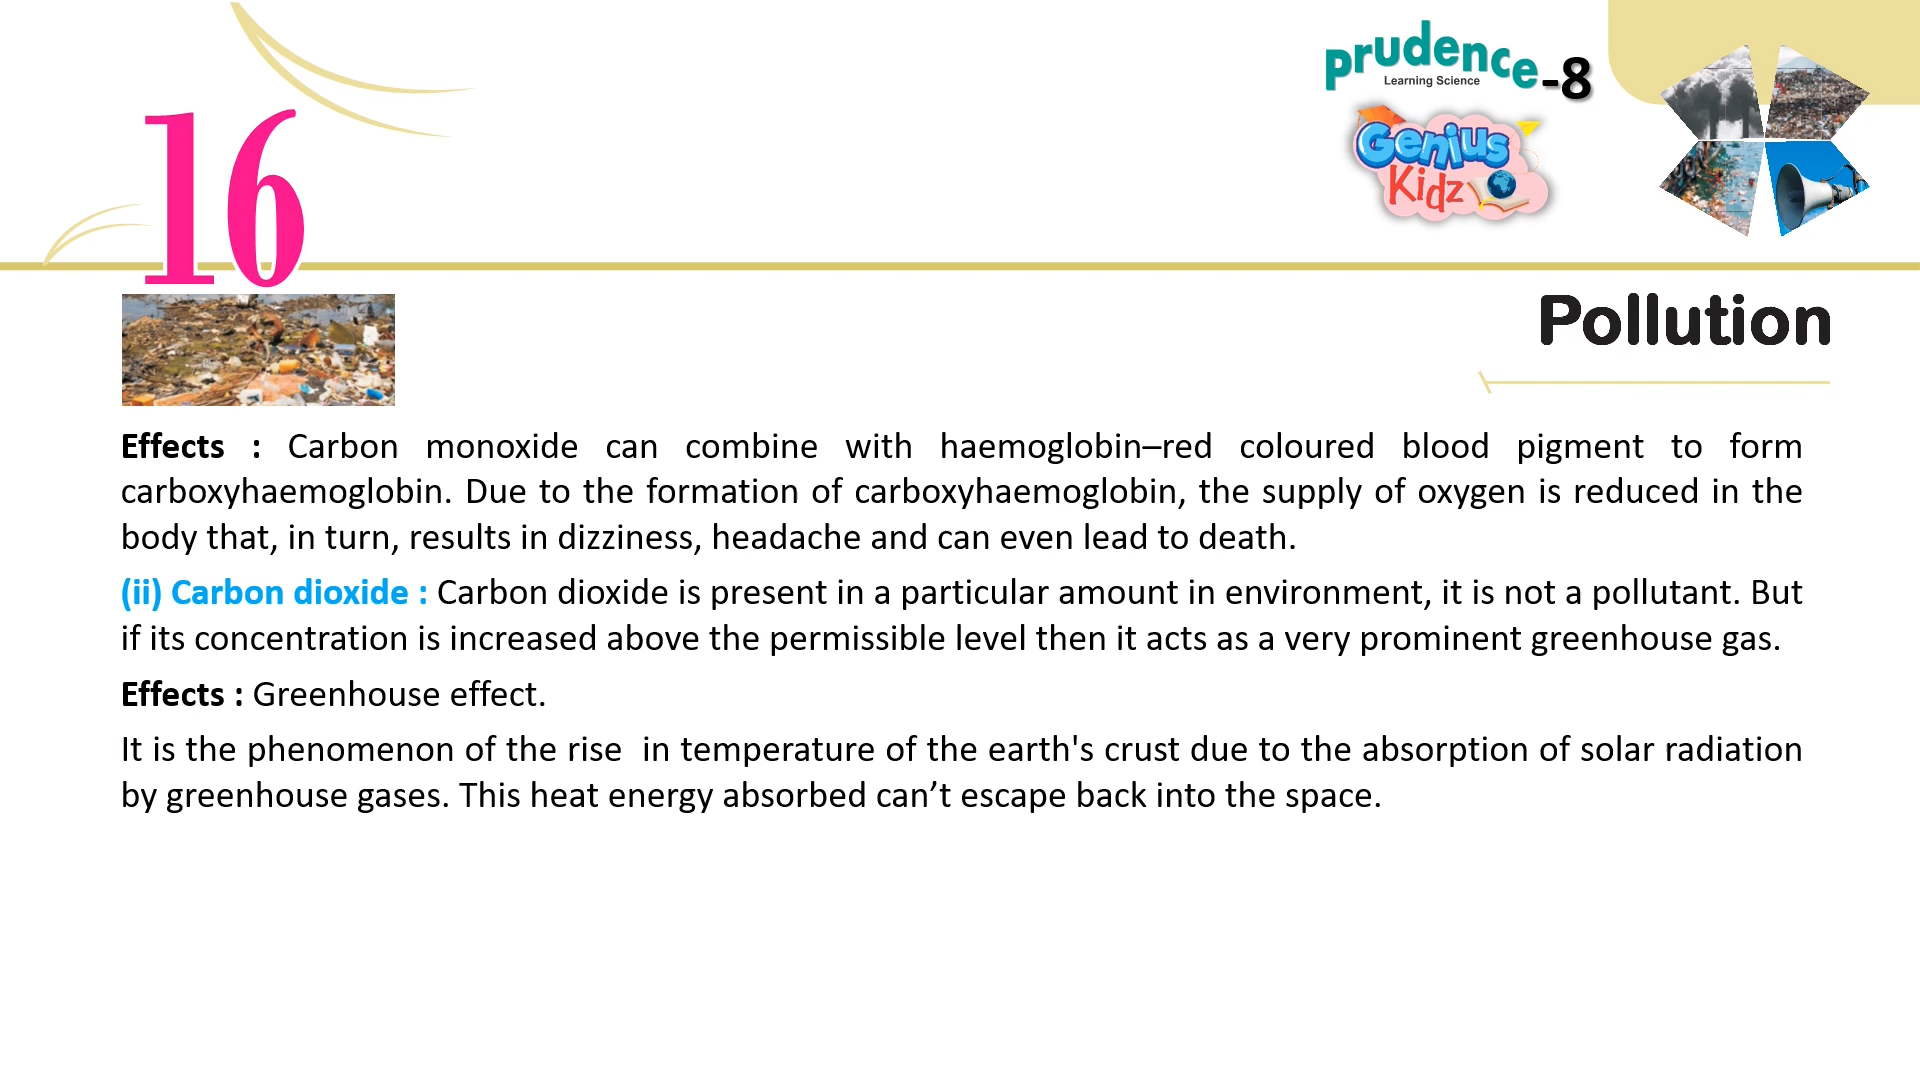 prudence-8
Learning Science
Genius
Kidz
16
Pollution
Effects : Carbon monoxide can combine with haemoglobin–red coloured blood pigment to form
carboxyhaemoglobin. Due to the formation of carboxyhaemoglobin, the supply of oxygen is reduced in the
body that, in turn, results in dizziness, headache and can even lead to death.
(ii) Carbon dioxide : Carbon dioxide is present in a particular amount in environment, it is not a pollutant. But
if its concentration is increased above the permissible level then it acts as a very prominent greenhouse gas.
Effects : Greenhouse effect.
It is the phenomenon of the rise  in temperature of the earth's crust due to the absorption of solar radiation
by greenhouse gases. This heat energy absorbed can’t escape back into the space.